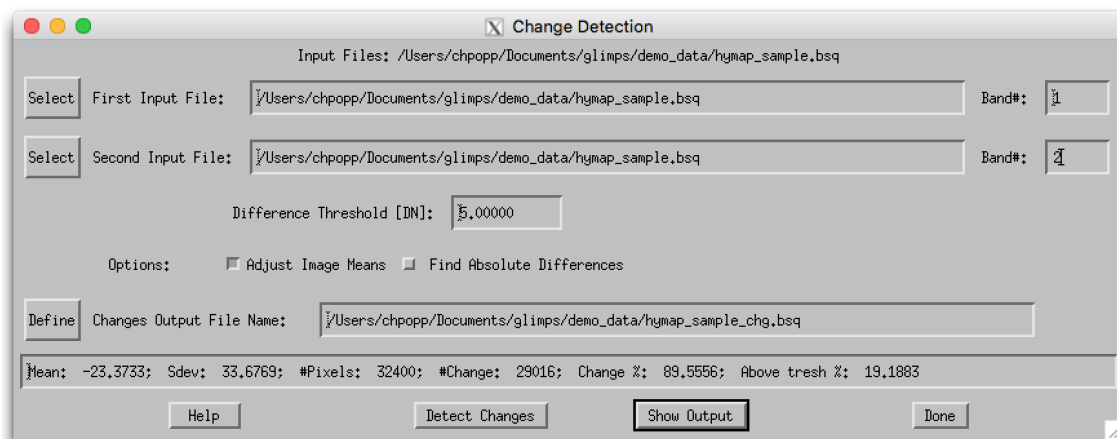 Change Detection
Input Files: /Users/chpopp/Documents/glimps/demo_data/hymap_sample.bsq
Select First Input File: /Users/chpopp/Documents/glimps/demo_data/hymap_sample.bsq Band#: 1
Select Second Input File: /Users/chpopp/Documents/glimps/demo_data/hymap_sample.bsq Band#: 2
Difference Threshold [DN]: 5.00000
Options: Adjust Image Means Find Absolute Differences
Define Changes Output File Name: /Users/chpopp/Documents/glimps/demo_data/hymap_sample_chg.bsq
Mean: -23.3733; Sdev: 33.6769; #Pixels: 32400; #Change: 29016; Change %: 89.5556; Above tresh %: 19.1883
Help Detect Changes Show Output Done